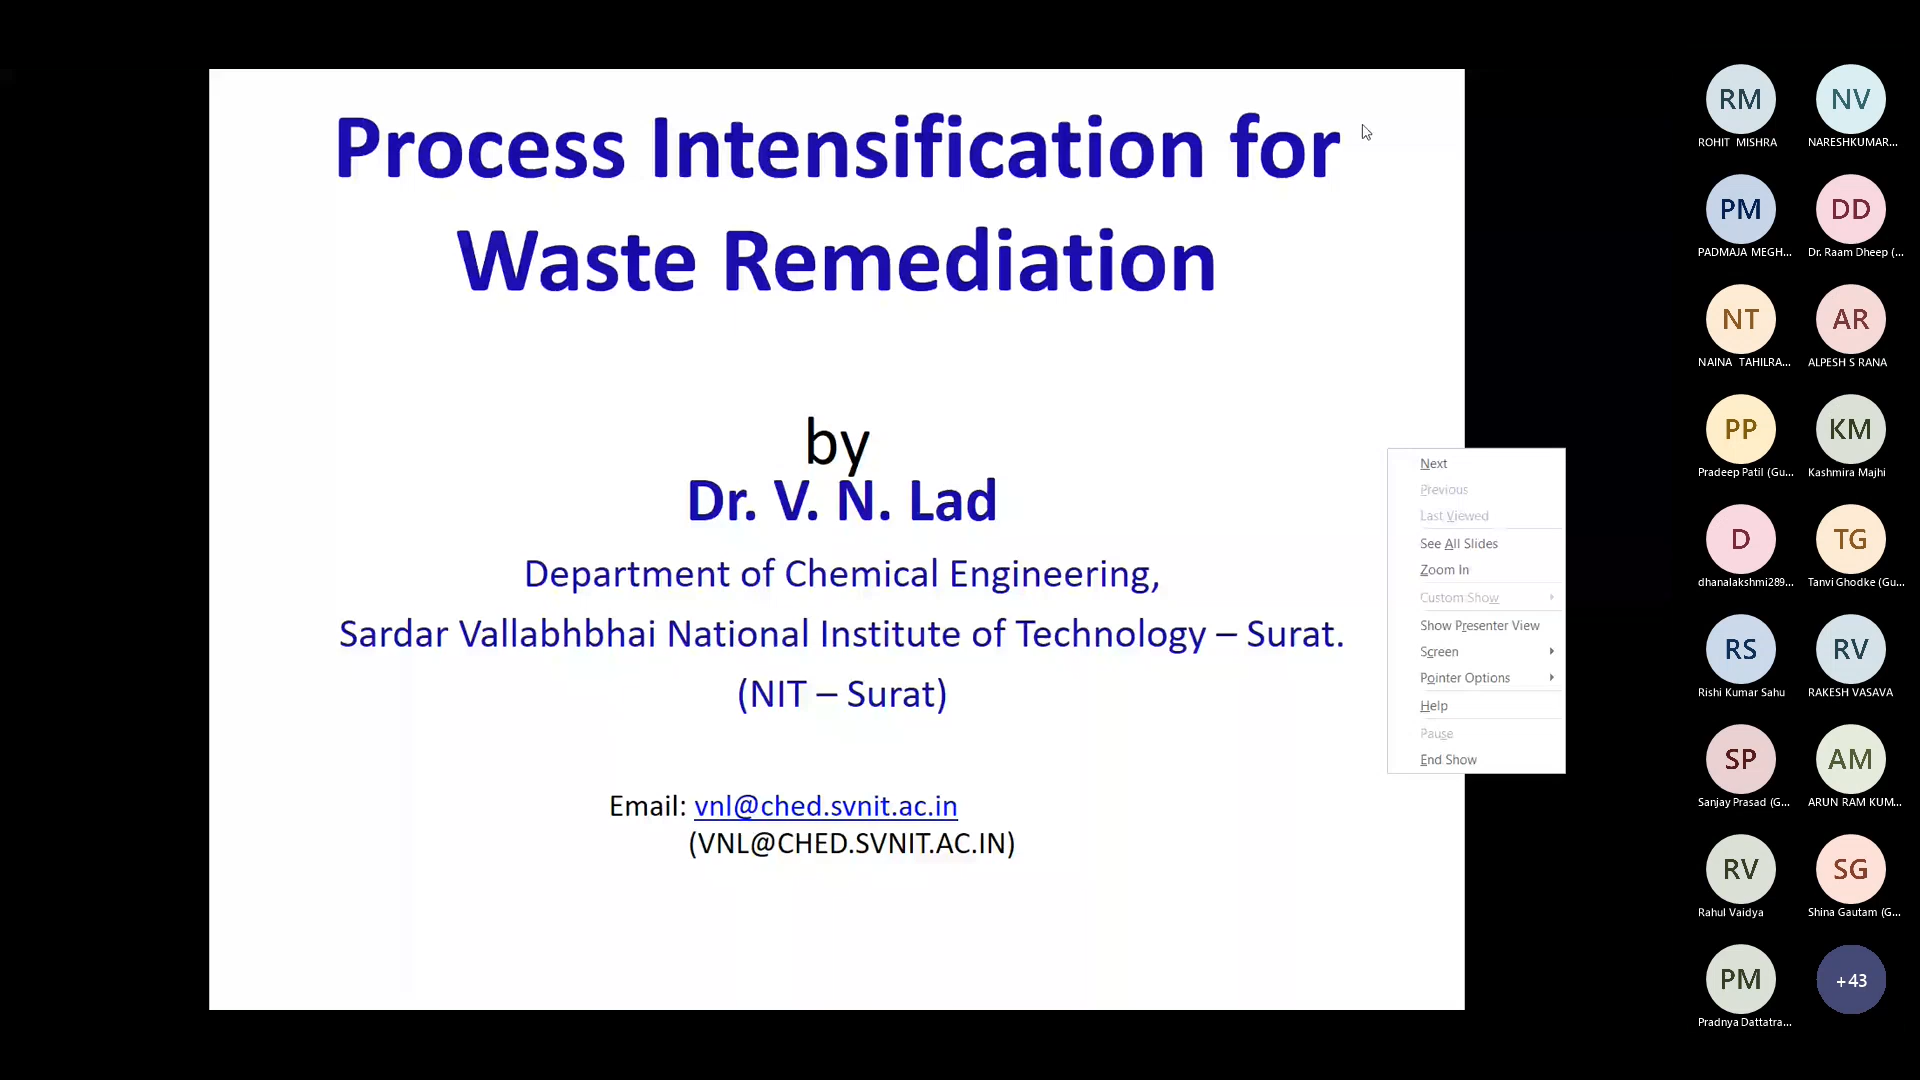 Process Intensification for
Waste Remediation
by
Dr. V. N. Lad
Department of Chemical Engineering,
Sardar Vallabhbhai National Institute of Technology – Surat.
(NIT – Surat)
Email: vnl@ched.svnit.ac.in
(VNL@CHED.SVNIT.AC.IN)
Next
Previous
Last Viewed
See All Slides
Zoom In
Custom Show
Show Presenter View
Screen
Pointer Options
Help
Pause
End Show
RM NV
ROHIT MISHRA NARESHKUMAR...
PM DD
PADMAJA MEGH... Dr. Raam Dheep (...
NT AR
NAINA TAHILRA... ALPESH S RANA
PP KM
Pradeep Patil (Gu... Kashmira Majhi
D TG
dhanalakshmi289... Tanvi Ghodke (Gu...
RS RV
Rishi Kumar Sahu RAKESH VASAVA
SP AM
Sanjay Prasad (G... ARUN RAM KUM...
RV SG
Rahul Vaidya Shina Gautam (G...
PM +43
Pradnya Dattatra...